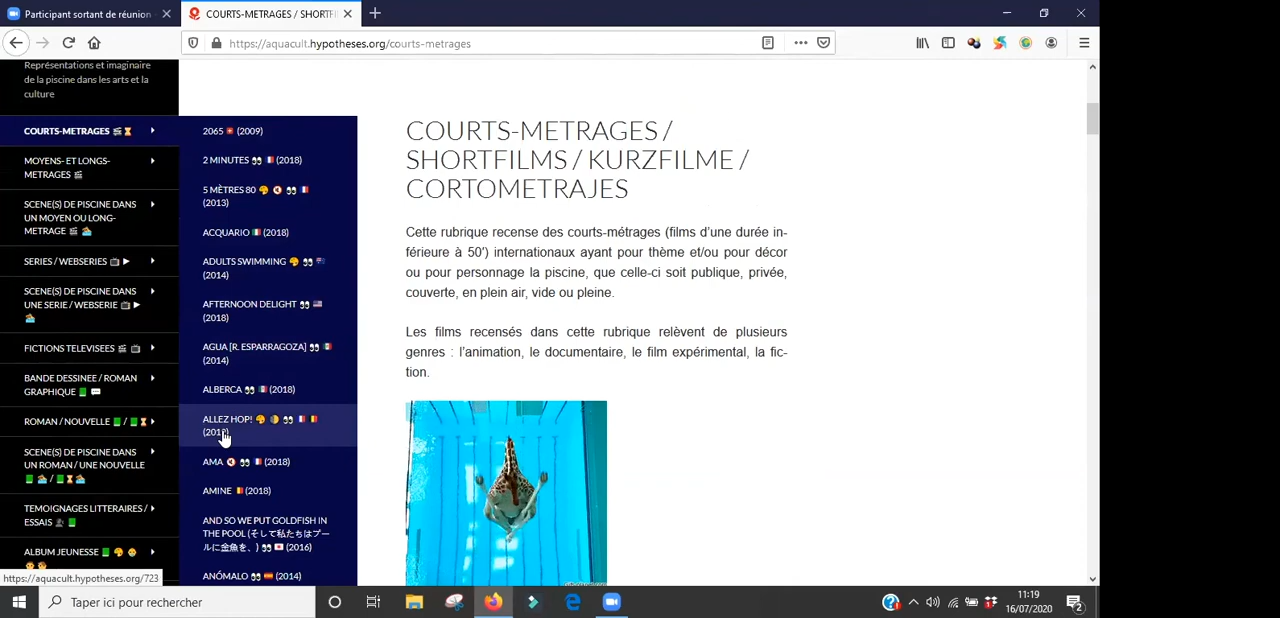 Participant sortant de réunion
COURTS-METRAGES / SHORTFI
https://aquacult.hypotheses.org/courts-metrages
Représentations et imaginaire
de la piscine dans les arts et la
culture
COURTS-METRAGES
MOYENS- ET LONGS-
METRAGES
SCENE(S) DE PISCINE DANS
UN MOYEN OU LONG-
METRAGE
SERIES / WEBSERIES
SCENE(S) DE PISCINE DANS
UNE SERIE / WEBSERIE
FICTIONS TELEVISEES
BANDE DESSINEE / ROMAN
GRAPHIQUE
ROMAN / NOUVELLE /
SCENE(S) DE PISCINE DANS
UN ROMAN / UNE NOUVELLE
/
TEMOIGNAGES LITTERAIRES /
ESSAIS
ALBUM JEUNESSE
2065 (2009)
2 MINUTES (2018)
5 MÈTRES 80
(2013)
ACQUARIO (2018)
ADULTS SWIMMING
(2014)
AFTERNOON DELIGHT
(2018)
AGUA [R. ESPARRAGOZA]
(2014)
ALBERCA (2018)
ALLEZ HOP!
AMA (2018)
AMINE (2018)
AND SO WE PUT GOLDFISH IN
THE POOL (そして私たちはプー
ルに金魚を、) (2016)
ANÓMALO (2014)
COURTS-METRAGES /
SHORTFILMS / KURZFILME /
CORTOMETRAJES
Cette rubrique recense des courts-métrages (films d’une durée in-
férieure à 50′) internationaux ayant pour thème et/ou pour décor
ou pour personnage la piscine, que celle-ci soit publique, privée,
couverte, en plein air, vide ou pleine.
Les films recensés dans cette rubrique relèvent de plusieurs
genres : l’animation, le documentaire, le film expérimental, la fic-
tion.
https://aquacult.hypotheses.org/723
Taper ici pour rechercher
11:19
16/07/2020
2